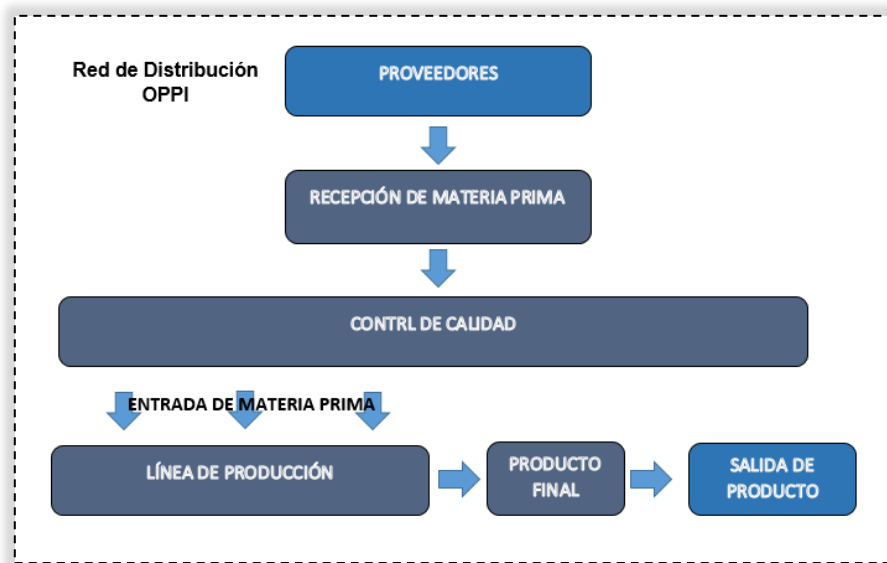 Red de Distribución
OPPI
PROVEEDORES
RECEPCIÓN DE MATERIA PRIMA
CONTRL DE CALIDAD
ENTRADA DE MATERIA PRIMA
LÍNEA DE PRODUCCIÓN
PRODUCTO
FINAL
SALIDA DE
PRODUCTO